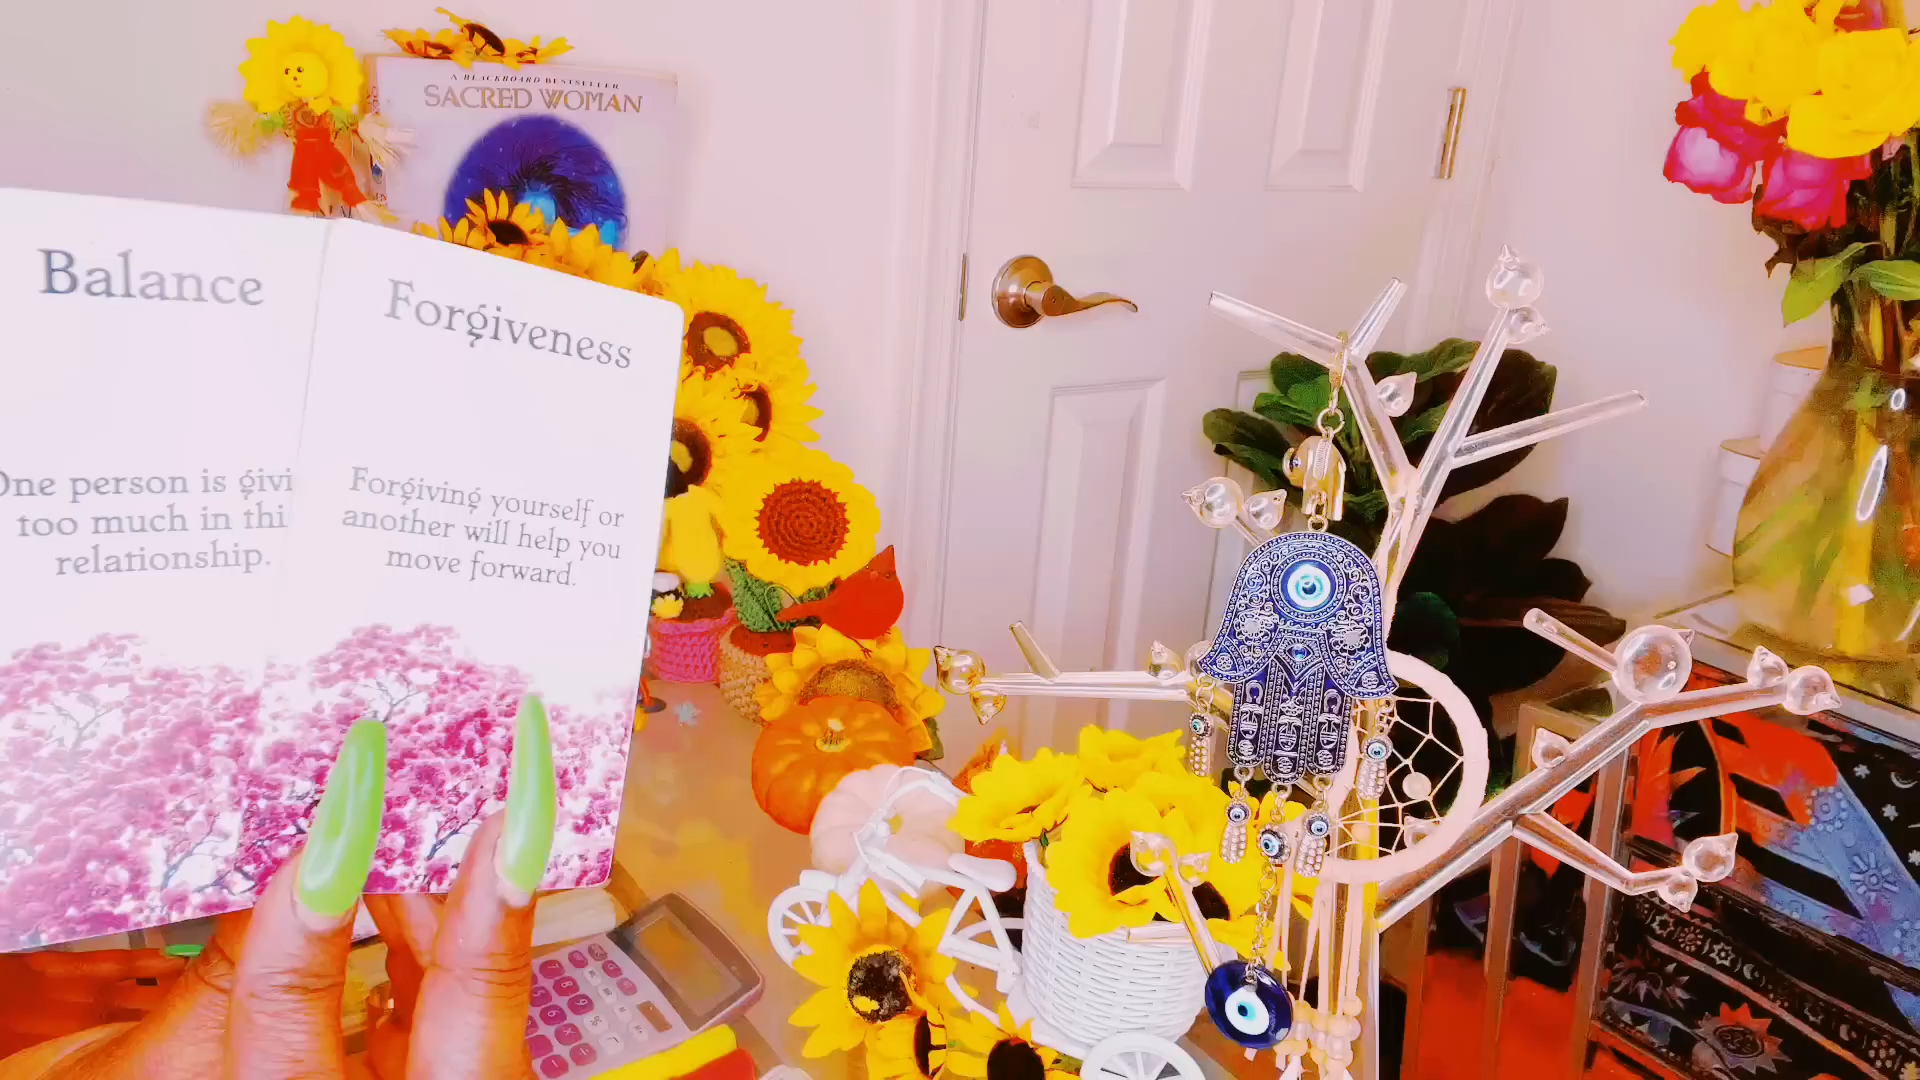 A BLACKBOARD BESTSELLER
SACRED WOMAN
Balance
One person is givi
too much in thi
relationship.
Forgiveness
Forgiving yourself or
another will help you
move forward.